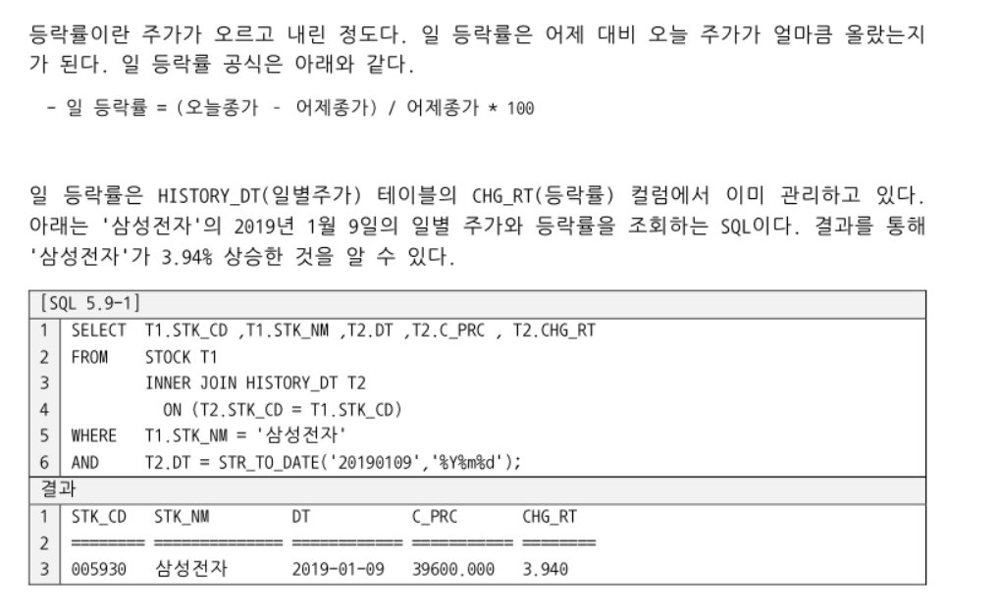 등락률이란 주가가 오르고 내린 정도다. 일 등락률은 어제 대비 오늘 주가가 얼마큼 올랐는지
가 된다. 일 등락률 공식은 아래와 같다.
- 일 등락률 = (오늘종가 - 어제종가) / 어제종가 * 100
일 등락률은 HISTORY_DT(일별주가) 테이블의 CHG_RT(등락률) 컬럼에서 이미 관리하고 있다.
아래는 '삼성전자'의 2019년 1월 9일의 일별 주가와 등락률을 조회하는 SQL이다. 결과를 통해
'삼성전자'가 3.94% 상승한 것을 알 수 있다.
[SQL 5.9-1]
1 SELECT T1.STK_CD ,T1.STK_NM ,T2.DT ,T2.C_PRC , T2.CHG_RT
2 FROM STOCK T1
3 INNER JOIN HISTORY_DT T2
4 ON (T2.STK_CD = T1.STK_CD)
5 WHERE T1.STK_NM = '삼성전자'
6 AND T2.DT = STR_TO_DATE('20190109','%Y%m%d');
결과
1 STK_CD STK_NM DT C_PRC CHG_RT
2 ======== ============== ============ =========== ========
3 005930 삼성전자 2019-01-09 39600.000 3.940